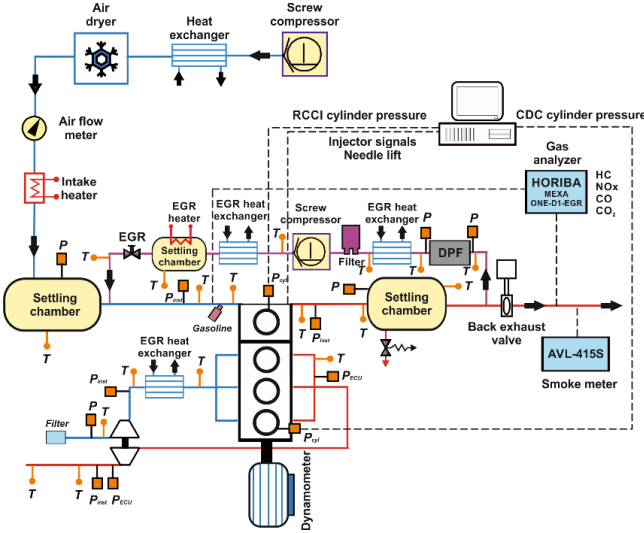 Air
dryer
Heat
exchanger
Screw
compressor
RCCI cylinder pressure
CDC cylinder pressure
Injector signals
Needle lift
Air flow
meter
Gas
analyzer
HORIBA
MEXA
ONE-D1-EGR
HC
NOx
CO
CO₂
Intake
heater
EGR
heater
EGR heat
exchanger
Screw
compressor
EGR heat
exchanger
P
P
P
T
EGR
T
Settling
chamber
T
Filter
T
T
DPF
T
T
T
Pinst
T
Pcyl
P
Settling
chamber
Settling
chamber
Gasoline
T
Pinst
T
Back exhaust
valve
T
EGR heat
exchanger
AVL-415S
Smoke meter
Pinst
T
T
T
PECU
P
T
Filter
Pcyl
T
T
Pinst
PECU
Dynamometer